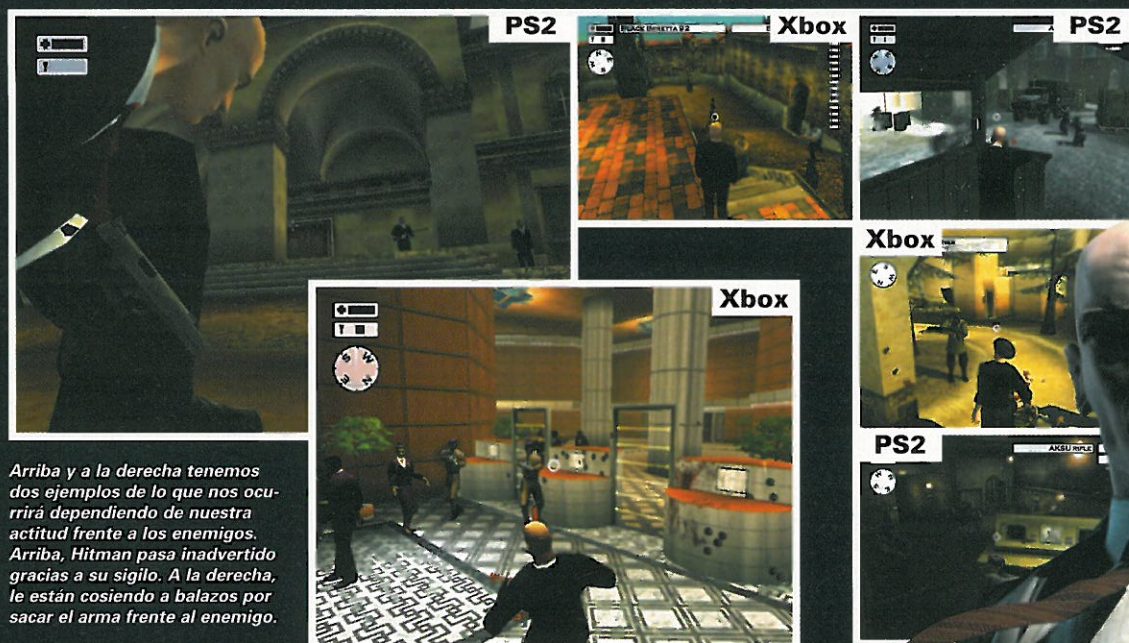 PS2
Xbox
BLACK BERETTA 92
PS2
Xbox
Xbox
PS2
AKSU RIFLE
Arriba y a la derecha tenemos
dos ejemplos de lo que nos ocu-
rrirá dependiendo de nuestra
actitud frente a los enemigos.
Arriba, Hitman pasa inadvertido
gracias a su sigilo. A la derecha,
le están cosiendo a balazos por
sacar el arma frente al enemigo.
S
W
E
N